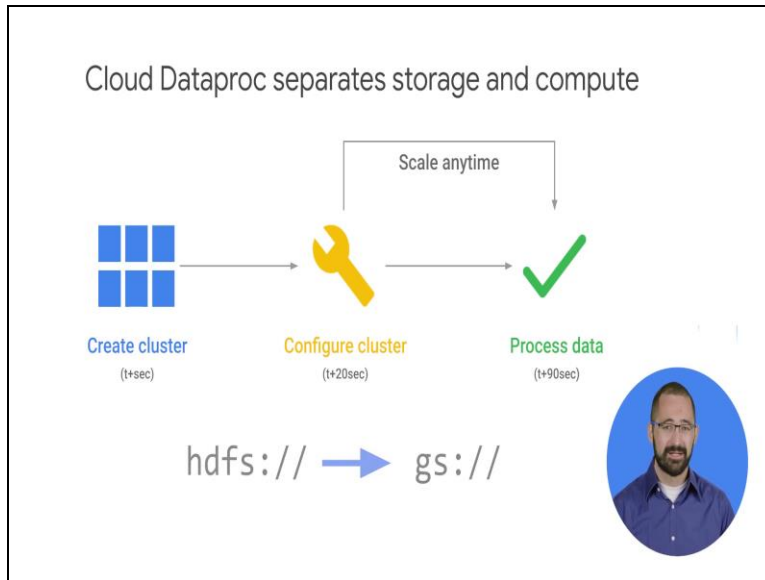 Cloud Dataproc separates storage and compute
Scale anytime
Create cluster
(t+sec)
Configure cluster
(t+20sec)
Process data
(t+90sec)
hdfs:// → gs://